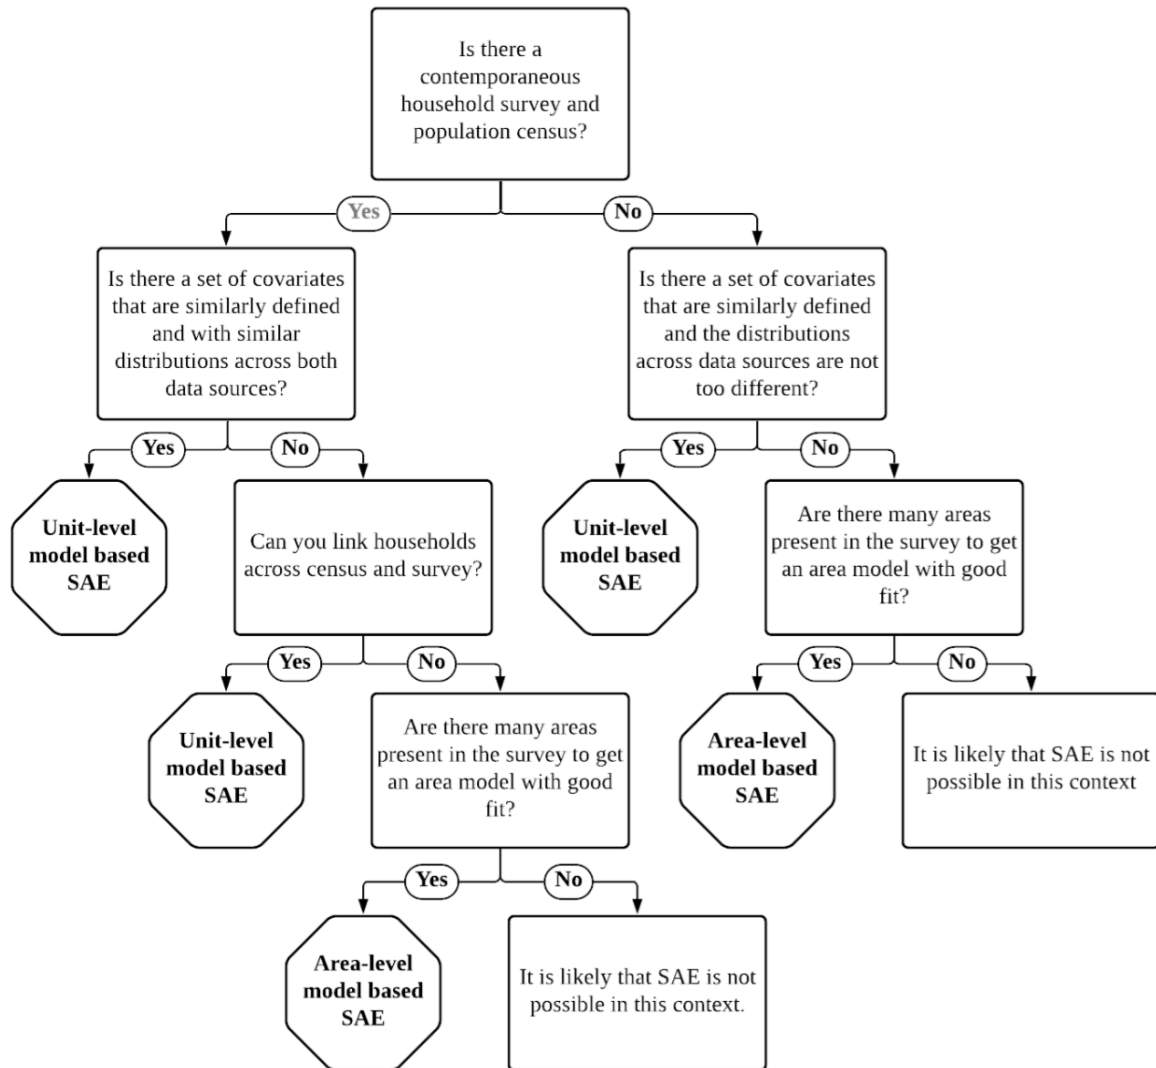 Is there a
contemporaneous
household survey and
population census?
Yes
No
Is there a set of covariates
that are similarly defined
and with similar
distributions across both
data sources?
Is there a set of covariates
that are similarly defined
and the distributions
across data sources are not
too different?
Yes
No
Yes
No
Unit-level
model based
SAE
Can you link households
across census and survey?
Unit-level
model based
SAE
Are there many areas
present in the survey to get
an area model with good
fit?
Yes
No
Yes
No
Unit-level
model based
SAE
Are there many areas
present in the survey to get
an area model with good
fit?
Area-level
model based
SAE
It is likely that SAE is not
possible in this context
Yes
No
Area-level
model based
SAE
It is likely that SAE is not
possible in this context.